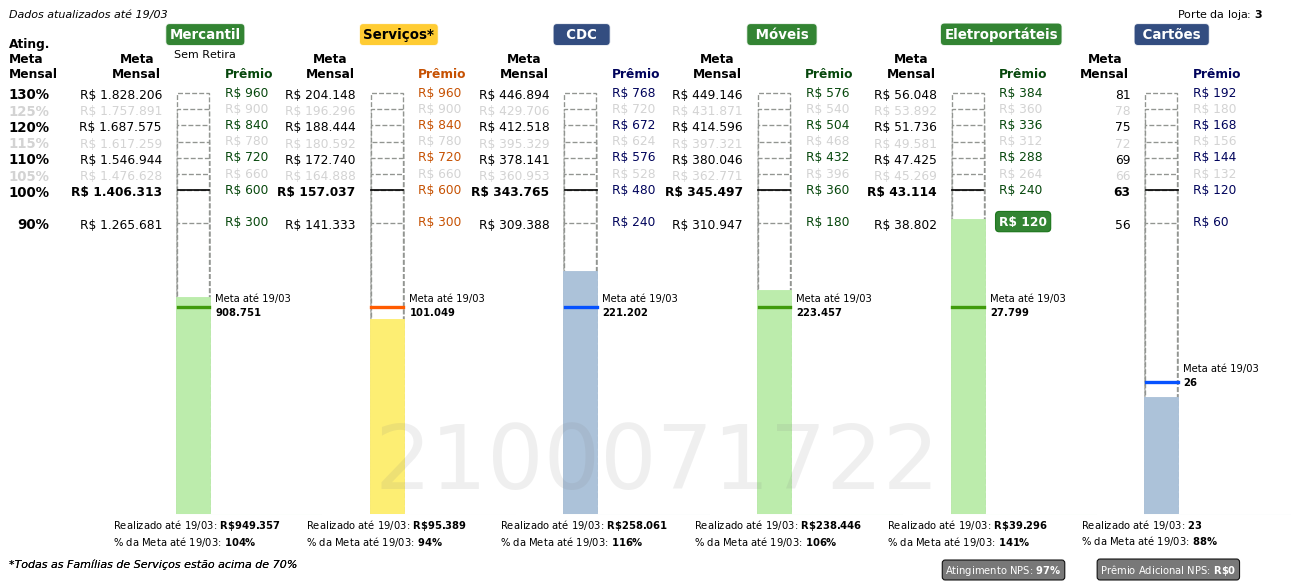 Dados atualizados até 19/03
Porte da loja: 3
Mercantil Serviços* CDC Móveis Eletroportáteis Cartões
Sem Retira
Ating. Meta Mensal
Meta Mensal Prêmio Meta Mensal Prêmio Meta Mensal Prêmio Meta Mensal Prêmio Meta Mensal Prêmio Meta Mensal Prêmio
130% R$ 1.828.206 R$ 960 R$ 204.148 R$ 960 R$ 446.894 R$ 768 R$ 449.146 R$ 576 R$ 56.048 R$ 384 81 R$ 192
125% R$ 1.757.891 R$ 900 R$ 196.296 R$ 900 R$ 429.706 R$ 720 R$ 431.871 R$ 540 R$ 53.892 R$ 360 78 R$ 180
120% R$ 1.687.575 R$ 840 R$ 188.444 R$ 840 R$ 412.518 R$ 672 R$ 414.596 R$ 504 R$ 51.736 R$ 336 75 R$ 168
115% R$ 1.617.259 R$ 780 R$ 180.592 R$ 780 R$ 395.329 R$ 624 R$ 397.321 R$ 468 R$ 49.581 R$ 312 72 R$ 156
110% R$ 1.546.944 R$ 720 R$ 172.740 R$ 720 R$ 378.141 R$ 576 R$ 380.046 R$ 432 R$ 47.425 R$ 288 69 R$ 144
105% R$ 1.476.628 R$ 660 R$ 164.888 R$ 660 R$ 360.953 R$ 528 R$ 362.771 R$ 396 R$ 45.269 R$ 264 66 R$ 132
100% R$ 1.406.313 R$ 600 R$ 157.037 R$ 600 R$ 343.765 R$ 480 R$ 345.497 R$ 360 R$ 43.114 R$ 240 63 R$ 120
90% R$ 1.265.681 R$ 300 R$ 141.333 R$ 300 R$ 309.388 R$ 240 R$ 310.947 R$ 180 R$ 38.802 R$ 120 56 R$ 60
Meta até 19/03 Meta até 19/03 Meta até 19/03 Meta até 19/03 Meta até 19/03
908.751 101.049 221.202 223.457 27.799
Meta até 19/03
26
2100071722
Realizado até 19/03: R$949.357 Realizado até 19/03: R$95.389 Realizado até 19/03: R$258.061 Realizado até 19/03: R$238.446 Realizado até 19/03: R$39.296 Realizado até 19/03: 23
% da Meta até 19/03: 104% % da Meta até 19/03: 94% % da Meta até 19/03: 116% % da Meta até 19/03: 106% % da Meta até 19/03: 141% % da Meta até 19/03: 88%
*Todas as Famílias de Serviços estão acima de 70%
Atingimento NPS: 97% Prêmio Adicional NPS: R$0